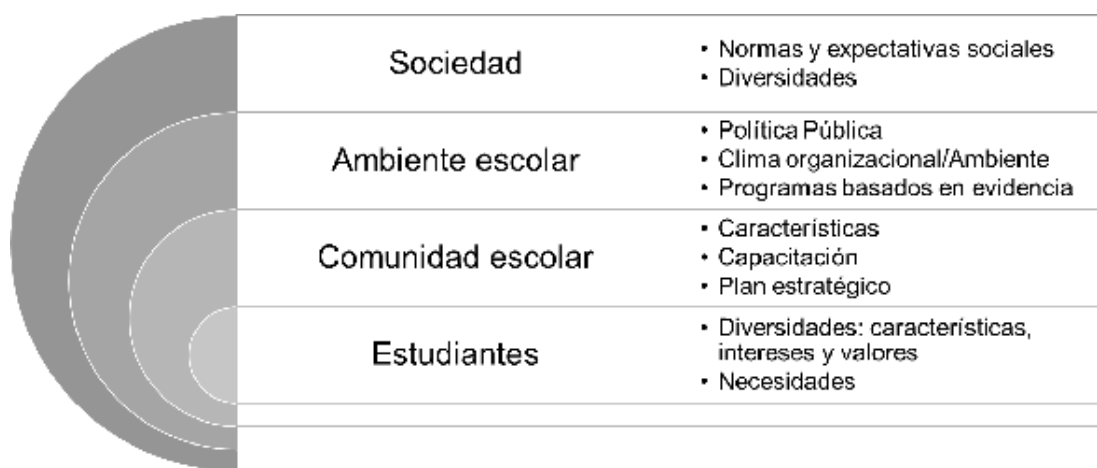 Sociedad
• Normas y expectativas sociales
• Diversidades
Ambiente escolar
• Política Pública
• Clima organizacional/Ambiente
• Programas basados en evidencia
Comunidad escolar
• Características
• Capacitación
• Plan estratégico
Estudiantes
• Diversidades: características,
intereses y valores
• Necesidades